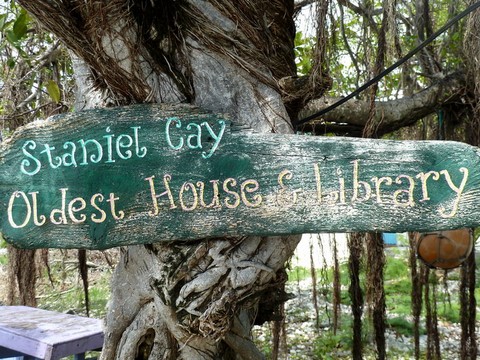 Staniel Cay
Oldest House & Library